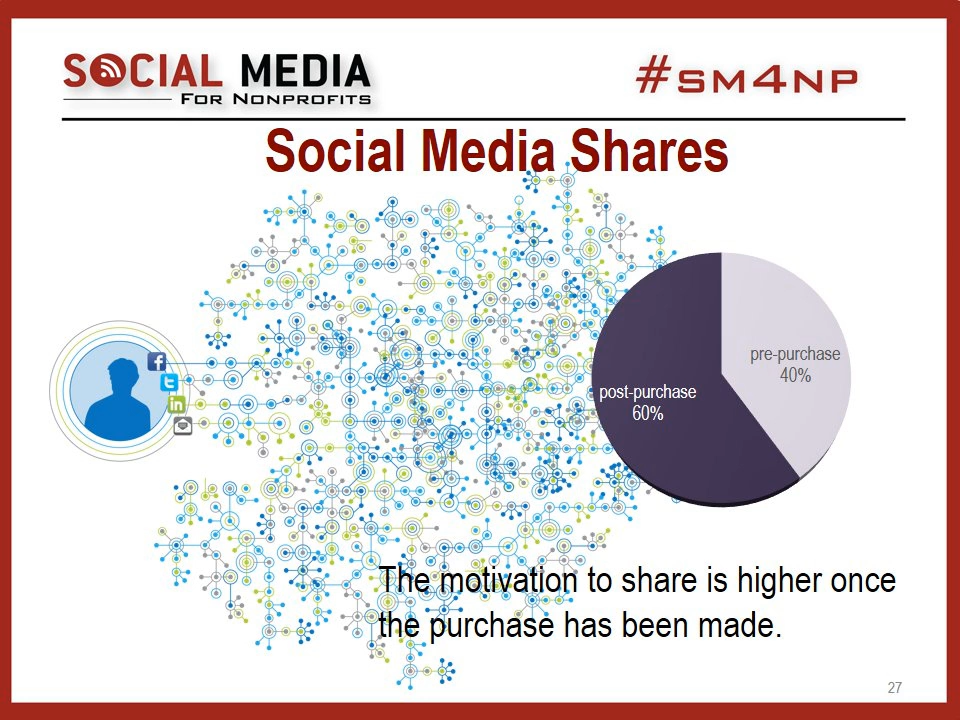 SOCIAL MEDIA
FOR NONPROFITS
#SM4NP
Social Media Shares
pre-purchase
40%
post-purchase
60%
The motivation to share is higher once
the purchase has been made.
27